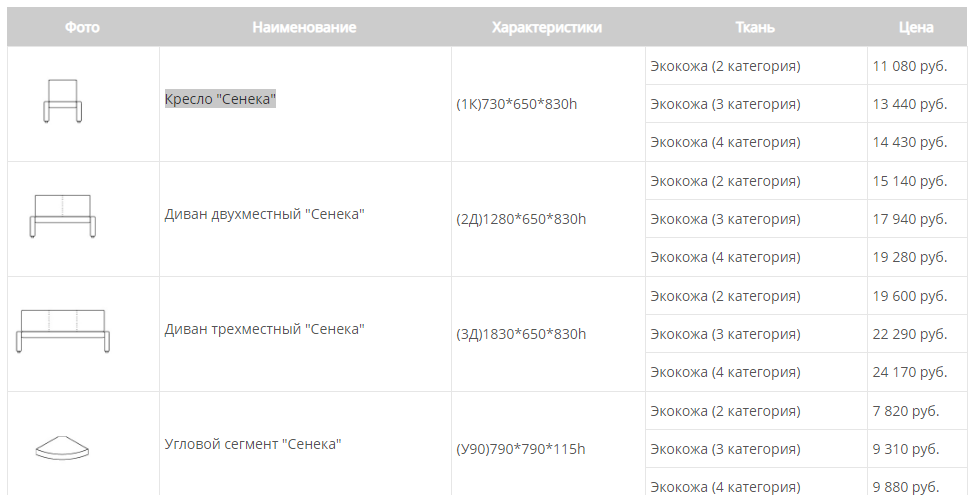 Фото Наименование Характеристики Ткань Цена
Кресло "Сенека" (1К)730*650*830h
Экокожа (2 категория) 11 080 руб.
Экокожа (3 категория) 13 440 руб.
Экокожа (4 категория) 14 430 руб.
Диван двухместный "Сенека" (2Д)1280*650*830h
Экокожа (2 категория) 15 140 руб.
Экокожа (3 категория) 17 940 руб.
Экокожа (4 категория) 19 280 руб.
Диван трехместный "Сенека" (3Д)1830*650*830h
Экокожа (2 категория) 19 600 руб.
Экокожа (3 категория) 22 290 руб.
Экокожа (4 категория) 24 170 руб.
Угловой сегмент "Сенека" (У90)790*790*115h
Экокожа (2 категория) 7 820 руб.
Экокожа (3 категория) 9 310 руб.
Экокожа (4 категория) 9 880 руб.